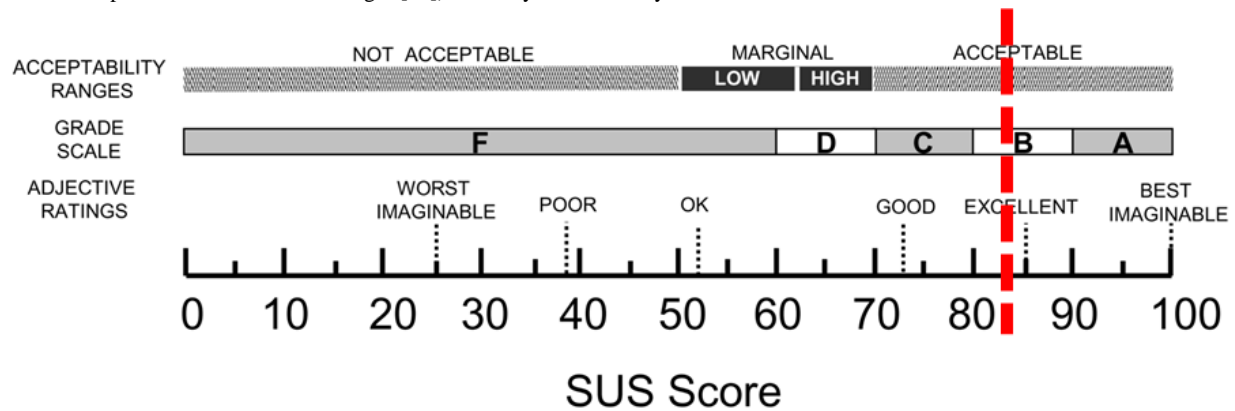 NOT ACCEPTABLE MARGINAL ACCEPTABLE
ACCEPTABILITY RANGES
LOW HIGH
GRADE SCALE
F D C B A
ADJECTIVE RATINGS
WORST IMAGINABLE POOR OK GOOD EXCELLENT BEST IMAGINABLE
0 10 20 30 40 50 60 70 80 90 100
SUS Score